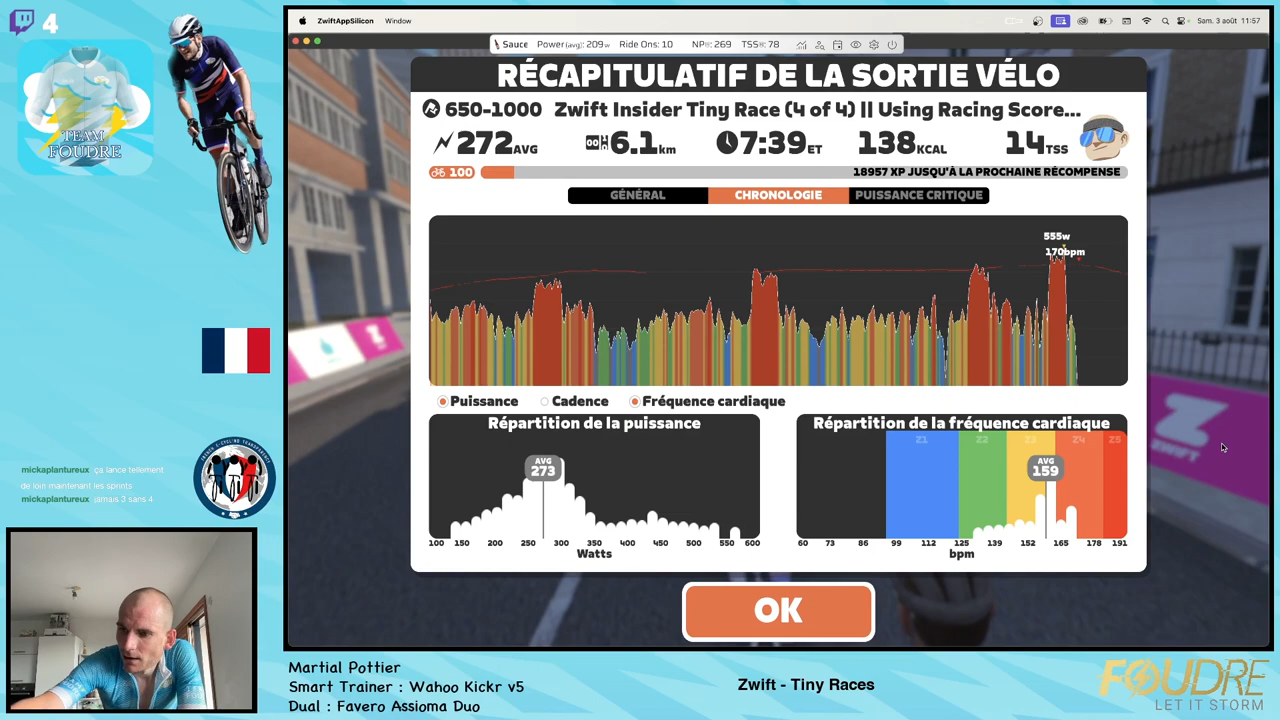 4
ZwiftAppSilicon Window
Sam. 3 août 11:57
Sauce Power(avg): 209w Ride Ons: 10 NP®: 269 TSS®: 78
TEAM
FOUDRE
RÉCAPITULATIF DE LA SORTIE VÉLO
650-1000 Zwift Insider Tiny Race (4 of 4) || Using Racing Score...
272AVG 6.1km 7:39ET 138KCAL 14TSS
100
18957 XP JUSQU'À LA PROCHAINE RÉCOMPENSE
GÉNÉRAL CHRONOLOGIE PUISSANCE CRITIQUE
555w
170bpm
Puissance Cadence Fréquence cardiaque
Répartition de la puissance
AVG
273
100 150 200 250 300 350 400 450 500 550 600
Watts
Répartition de la fréquence cardiaque
Z1 Z2 Z3 Z4 Z5
AVG
159
60 73 86 99 112 125 139 152 165 178 191
bpm
OK
ZWIFT
mickaplantureux ça lance tellement
de loin maintenant les sprints
mickaplantureux jamais 3 sans 4
Martial Pottier
Smart Trainer : Wahoo Kickr v5
Dual : Favero Assioma Duo
Zwift - Tiny Races
FOUDRE
LET IT STORM